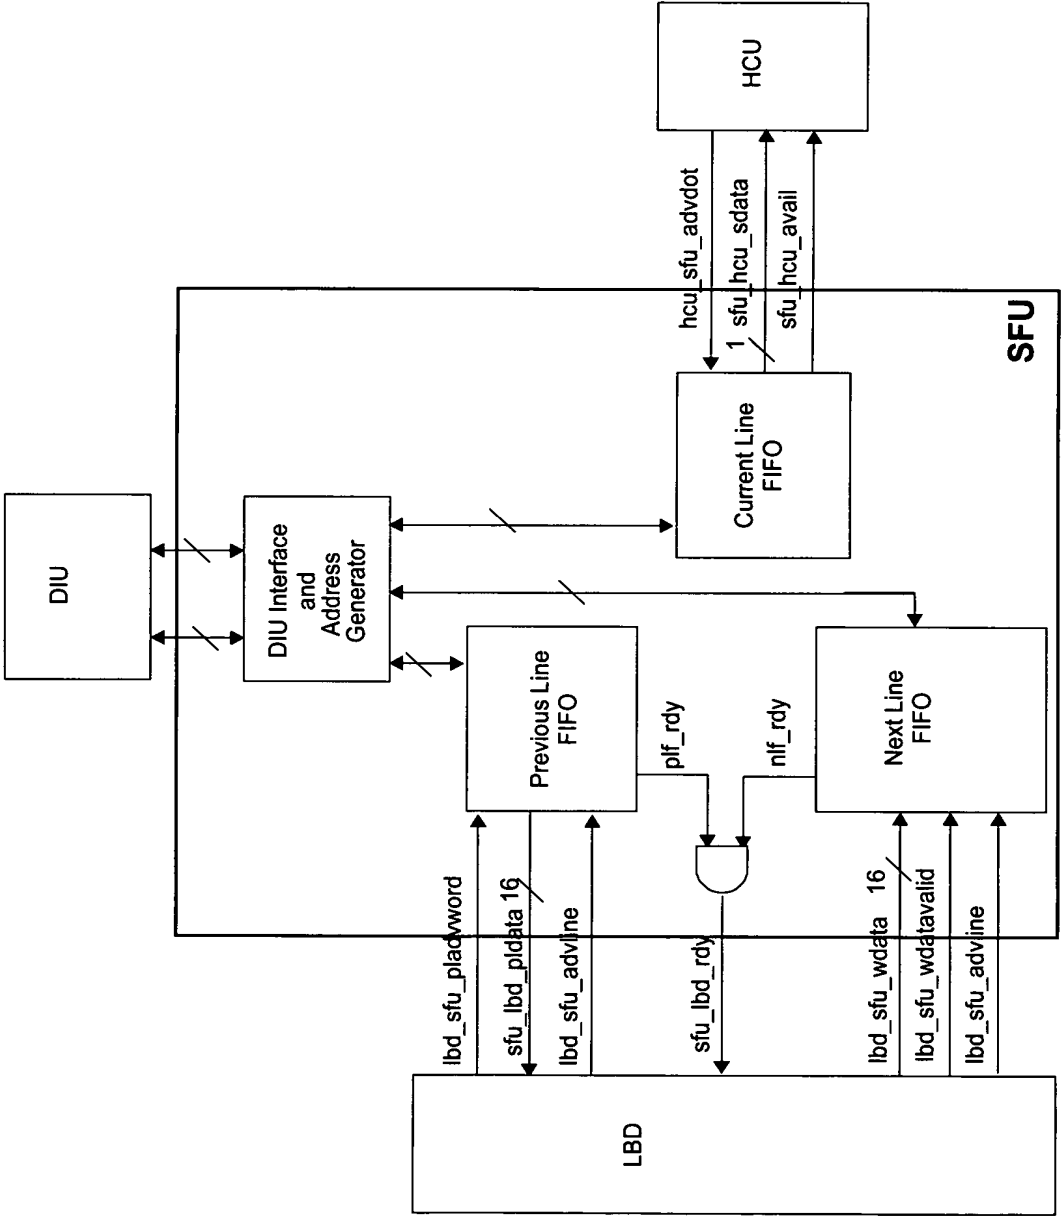 DIU
HCU
DIU Interface
and
Address
Generator
hcu_sfu_advdot
1 sfu_hcu_sdata
sfu_hcu_avail
Current Line
FIFO
SFU
Previous Line
FIFO
plf_rdy
nlf_rdy
Next Line
FIFO
lbd_sfu_pladvword
sfu_lbd_pldata 16
lbd_sfu_advline
sfu_lbd_rdy
lbd_sfu_wdata 16
lbd_sfu_wdatavalid
lbd_sfu_advline
LBD